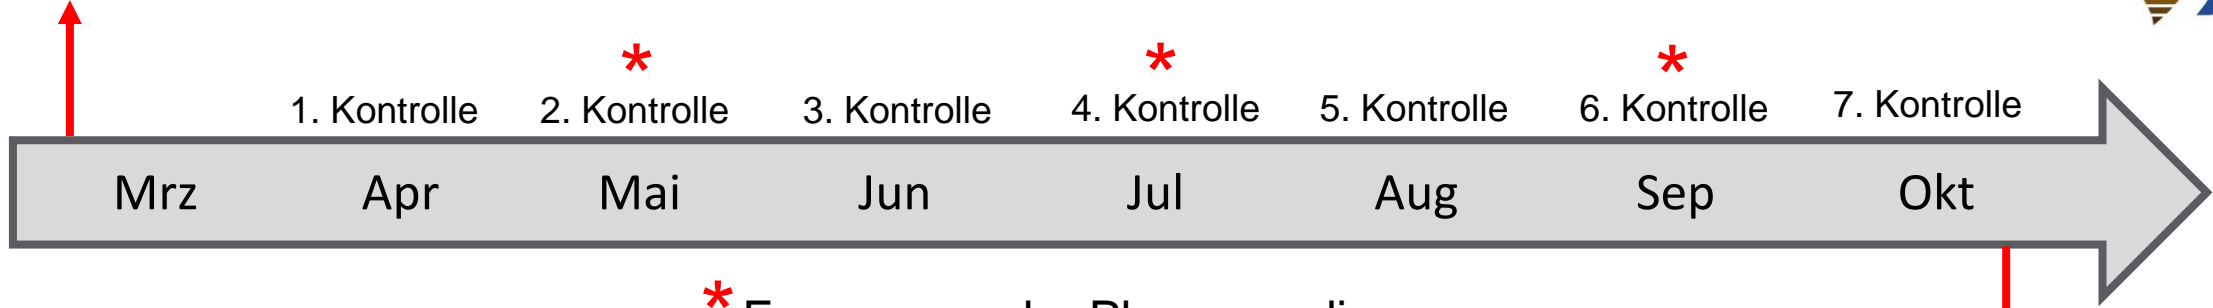 * * *
1. Kontrolle 2. Kontrolle 3. Kontrolle 4. Kontrolle 5. Kontrolle 6. Kontrolle 7. Kontrolle
Mrz Apr Mai Jun Jul Aug Sep Okt
*